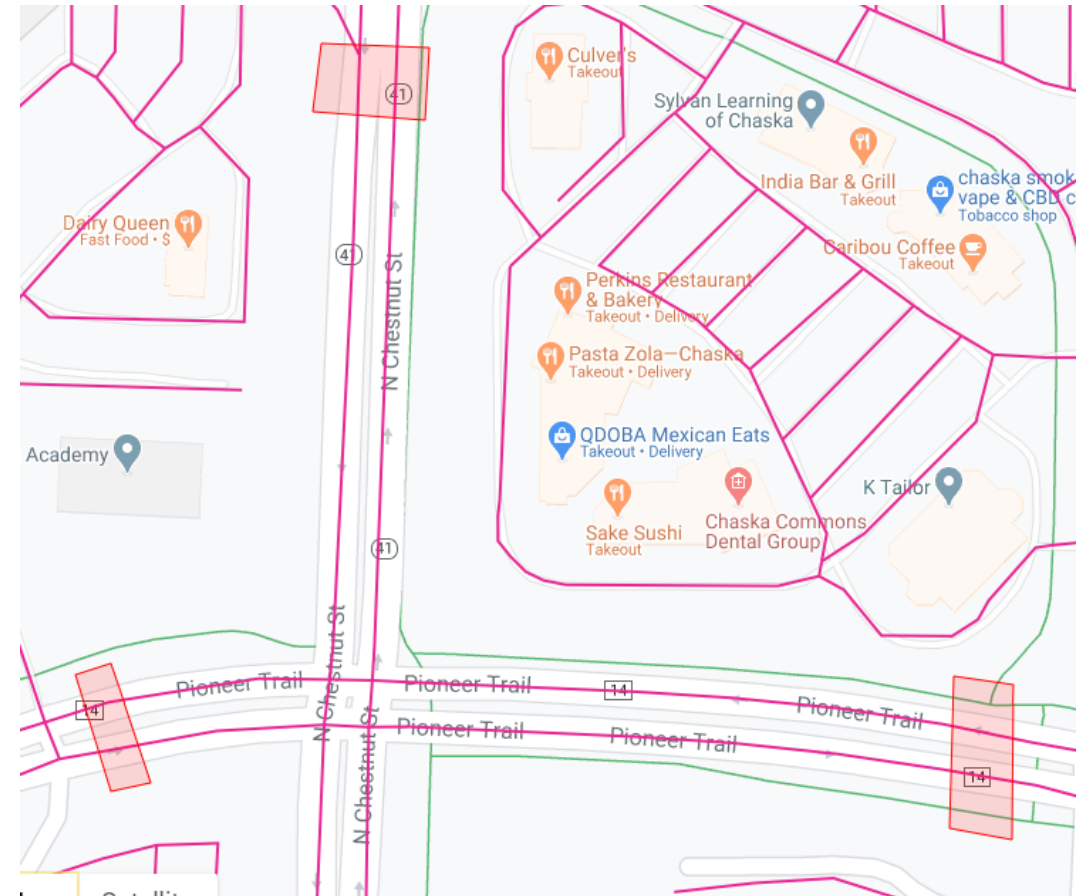 Culver's
Takeout
41
Sylvan Learning
of Chaska
India Bar & Grill
Takeout
chaska smok
vape & CBD c
Tobacco shop
Dairy Queen
Fast Food • $
41
N Chestnut St
Caribou Coffee
Takeout
Perkins Restaurant
& Bakery
Takeout • Delivery
Pasta Zola—Chaska
Takeout • Delivery
QDOBA Mexican Eats
Takeout • Delivery
Academy
K Tailor
Sake Sushi
Takeout
Chaska Commons
Dental Group
41
N Chestnut St
Pioneer Trail
Pioneer Trail
14
Pioneer Trail
14
Pioneer Trail
Pioneer Trail
14
N Chestnut St